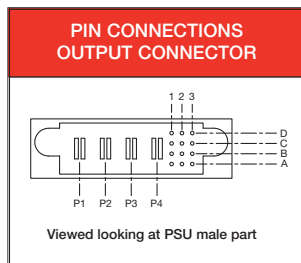 PIN CONNECTIONS
OUTPUT CONNECTOR
1 2 3
D
C
B
A
P1 P2 P3 P4
Viewed looking at PSU male part